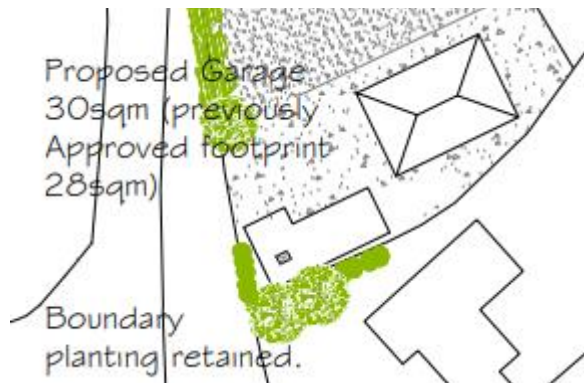 Proposed Garage
30sqm (previously
Approved footprint
28sqm)
Boundary
planting retained.